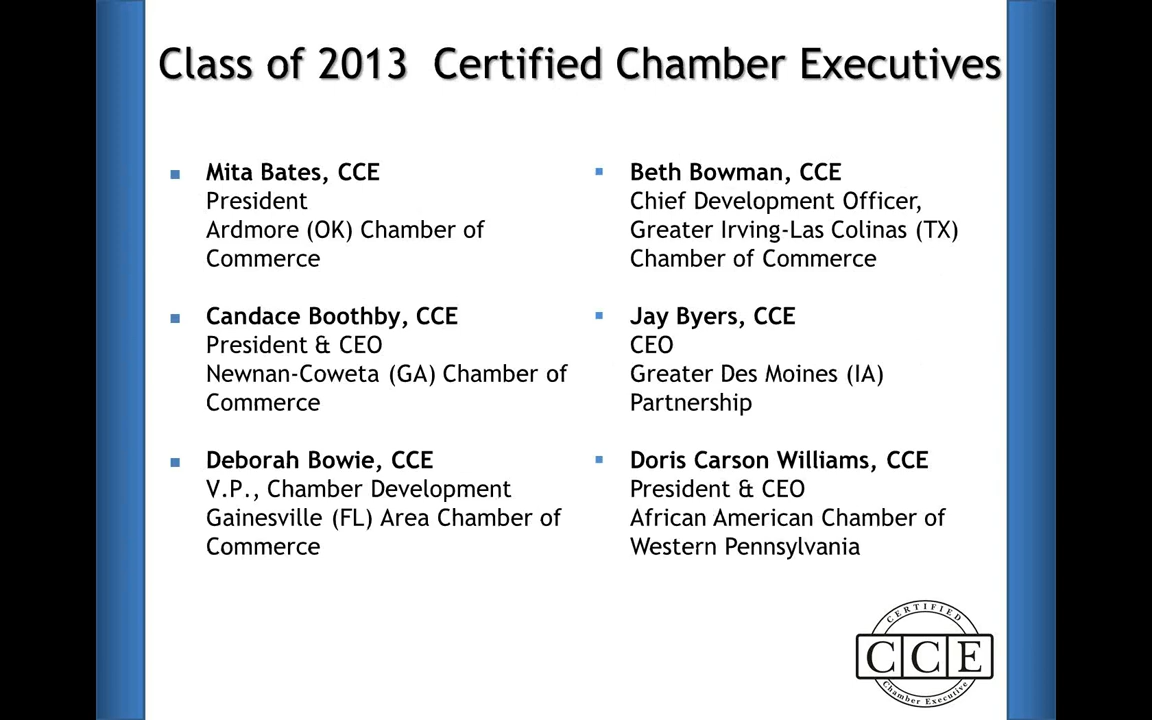 Class of 2013  Certified Chamber Executives
Mita Bates, CCE
President
Ardmore (OK) Chamber of
Commerce
Candace Boothby, CCE
President & CEO
Newnan-Coweta (GA) Chamber of
Commerce
Deborah Bowie, CCE
V.P., Chamber Development
Gainesville (FL) Area Chamber of
Commerce
Beth Bowman, CCE
Chief Development Officer,
Greater Irving-Las Colinas (TX)
Chamber of Commerce
Jay Byers, CCE
CEO
Greater Des Moines (IA)
Partnership
Doris Carson Williams, CCE
President & CEO
African American Chamber of
Western Pennsylvania
CERTIFIED
CCE
Chamber Executive